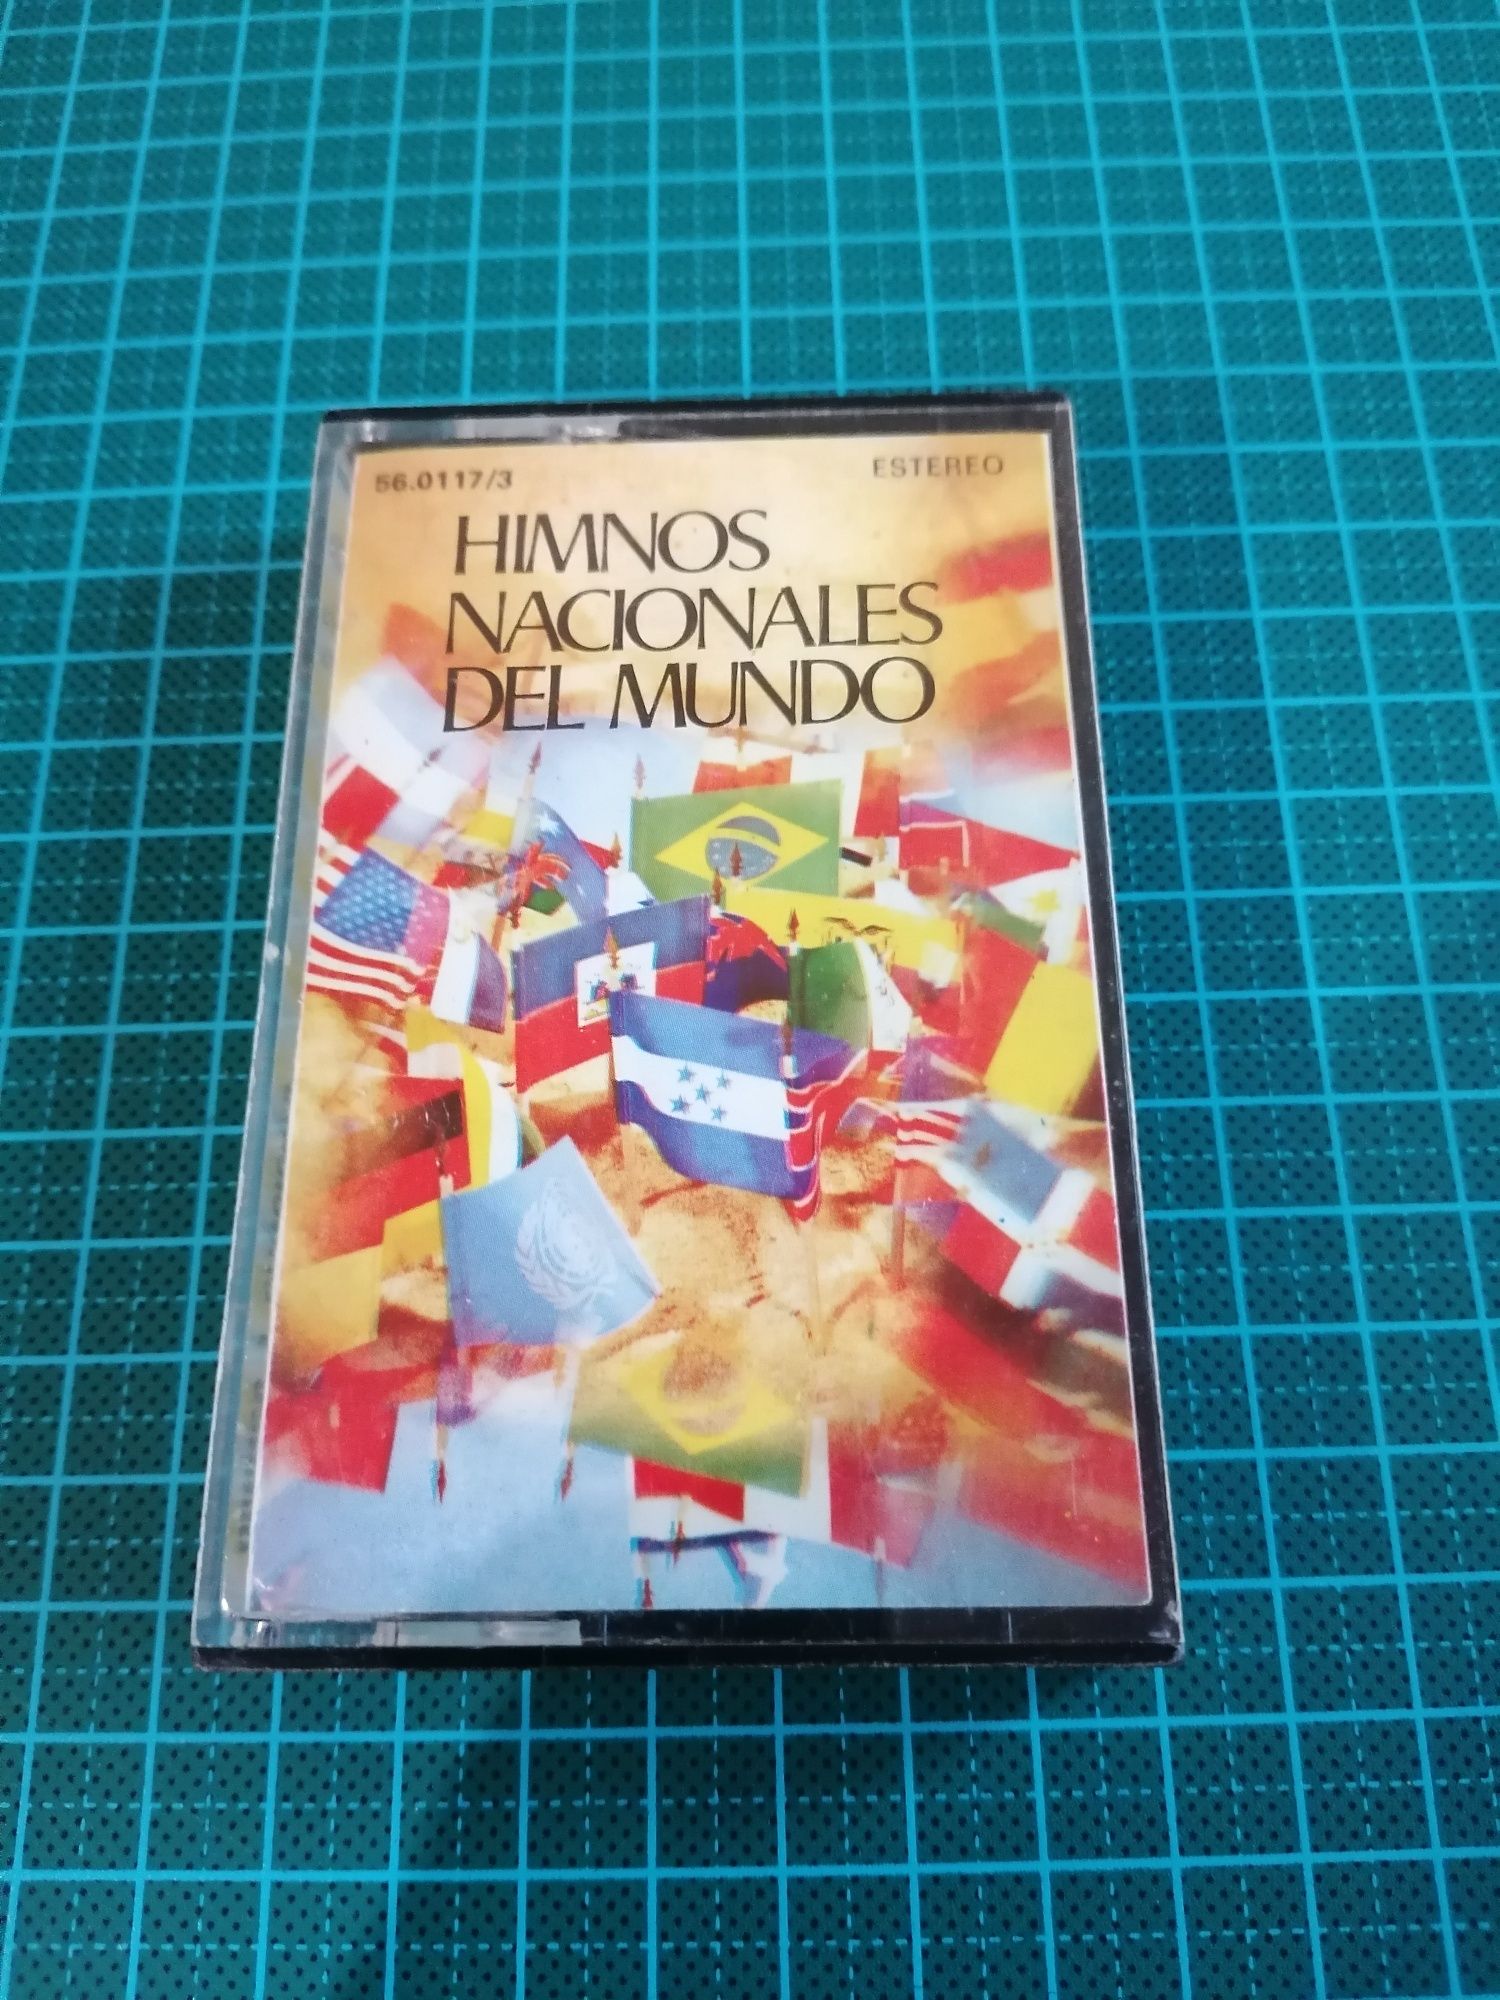 56.0117/3
ESTEREO
HIMNOS
NACIONALES
DEL MUNDO